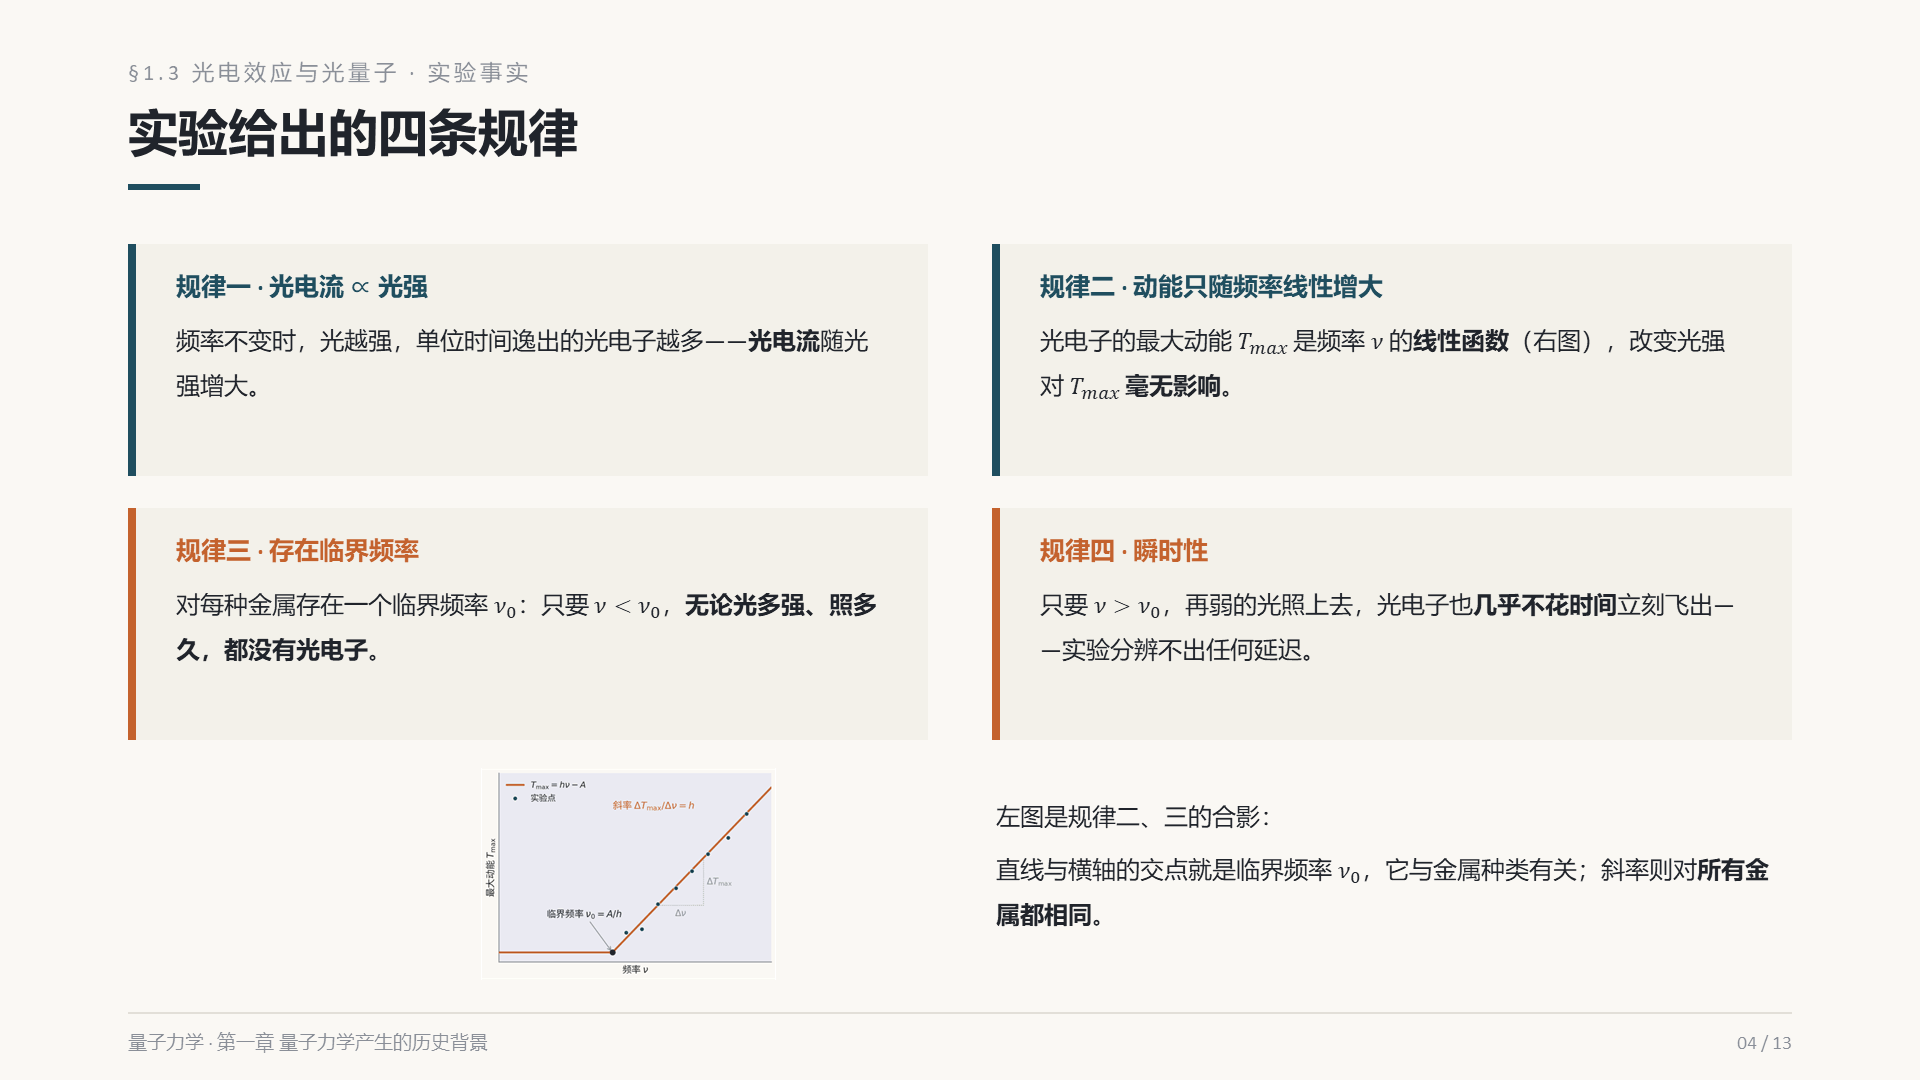 §1.3 光电效应与光量子 · 实验事实
实验给出的四条规律
规律一 · 光电流 ∝ 光强
频率不变时，光越强，单位时间逸出的光电子越多——光电流随光
强增大。
规律二 · 动能只随频率线性增大
光电子的最大动能 T_max 是频率 ν 的线性函数（右图），改变光强
对 T_max 毫无影响。
规律三 · 存在临界频率
对每种金属存在一个临界频率 ν₀：只要 ν < ν₀，无论光多强、照多
久，都没有光电子。
规律四 · 瞬时性
只要 ν > ν₀，再弱的光照上去，光电子也几乎不花时间立刻飞出—
—实验分辨不出任何延迟。
T_max = hν − A
实验点
斜率 ΔT_max/Δν = h
最大动能 T_max
ΔT_max
Δν
临界频率 ν₀ = A/h
频率 ν
左图是规律二、三的合影：
直线与横轴的交点就是临界频率 ν₀，它与金属种类有关；斜率则对所有金
属都相同。
量子力学 · 第一章 量子力学产生的历史背景
04 / 13